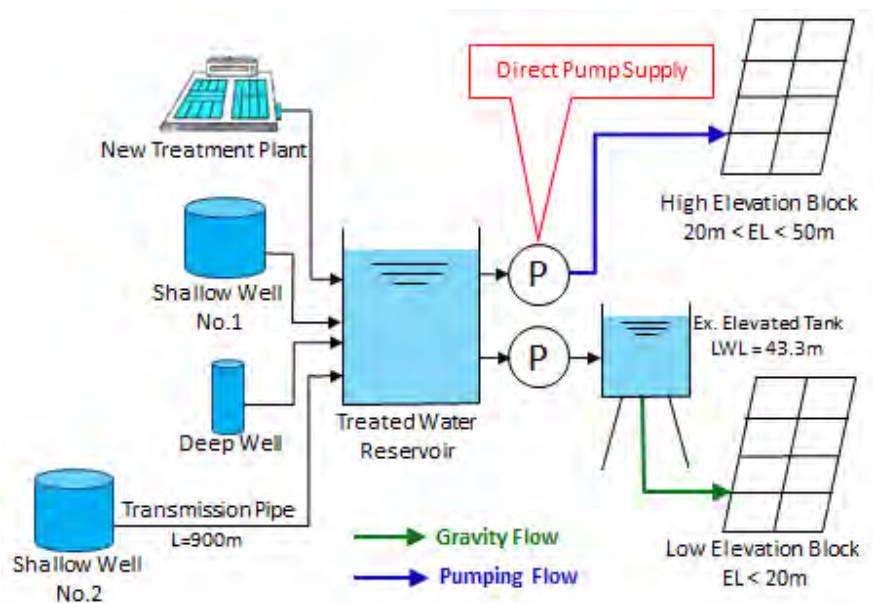 Direct Pump Supply
New Treatment Plant
P
High Elevation Block
20m < EL < 50m
Shallow Well
No.1
P
Ex. Elevated Tank
LWL = 43.3m
Deep Well
Treated Water
Reservoir
Transmission Pipe
L=900m
Shallow Well
No.2
Gravity Flow
Pumping Flow
Low Elevation Block
EL < 20m